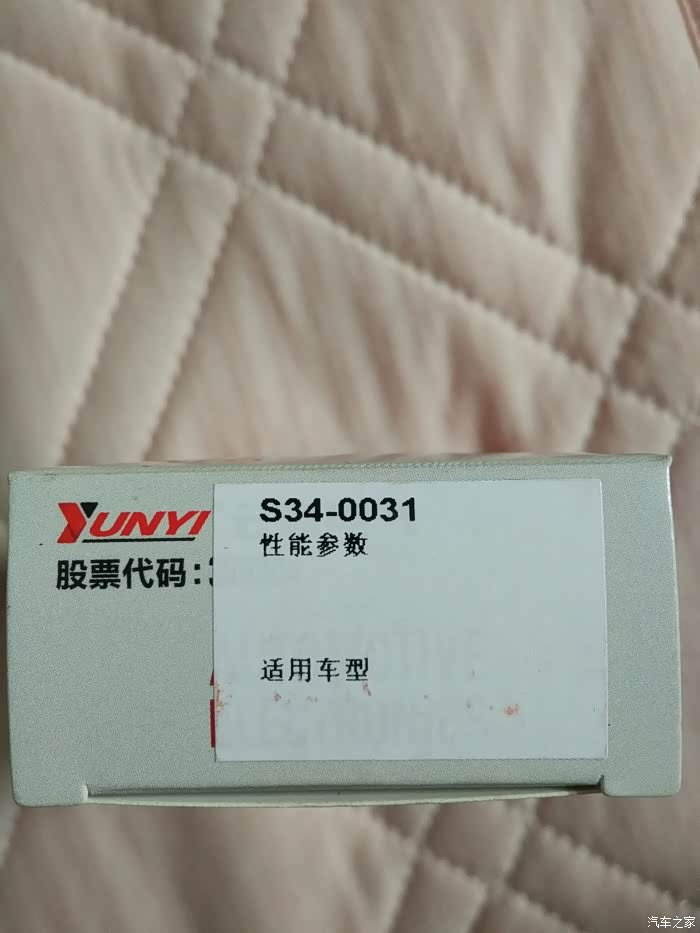 YUNYI
股票代码:
S34-0031
性能参数
适用车型
汽车之家